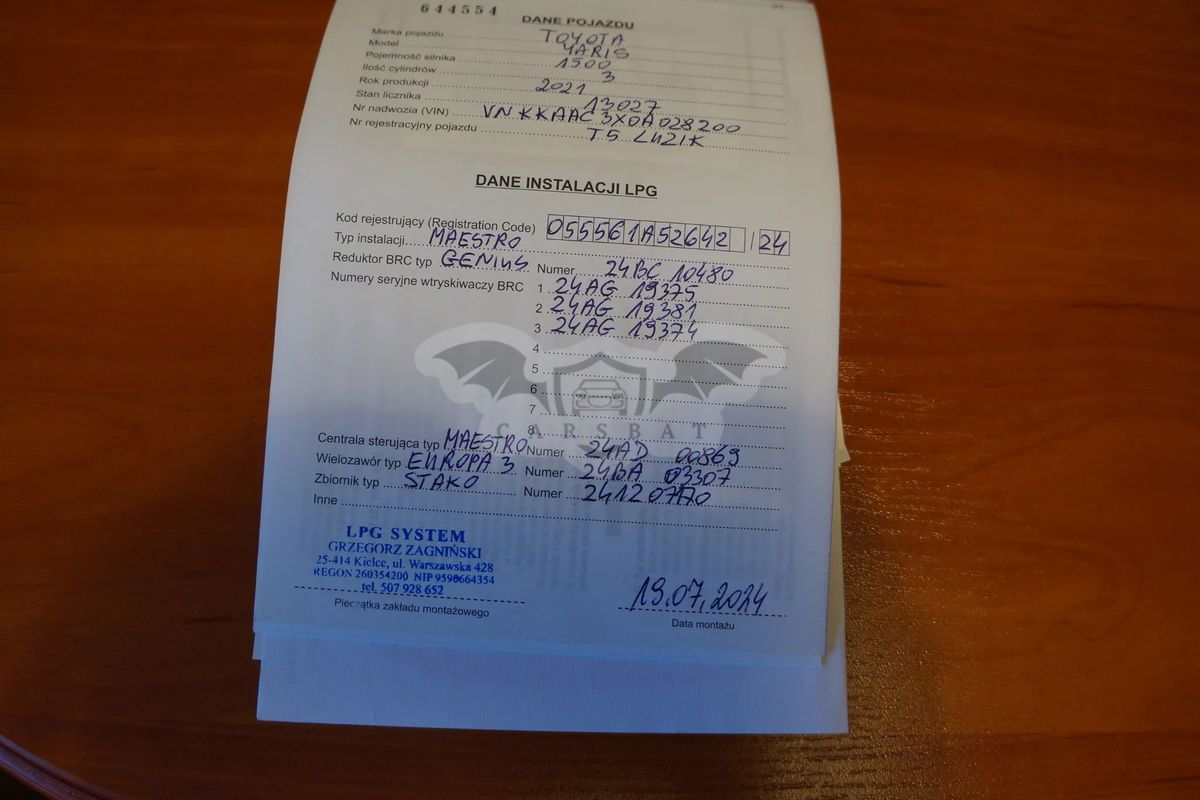 644554
DANE POJAZDU
Marka pojazdu TOYOTA
Model YARIS
Pojemność silnika 1500
Ilość cylindrów 3
Rok produkcji 2021
Stan licznika 13027
Nr nadwozia (VIN) VNKKAAC3X0A028200
Nr rejestracyjny pojazdu T5 LUZIK
DANE INSTALACJI LPG
Kod rejestrujący (Registration Code) 055561A52642 / 24
Typ instalacji MAESTRO
Reduktor BRC typ GENIUS Numer 24BC 10480
Numery seryjne wtryskiwaczy BRC 1 24AG 19375
2 24AG 19381
3 24AG 19374
4
5
6
7
8
CARSBAT
Centrala sterująca typ MAESTRO Numer 24AD 00869
Wielozawór typ EUROPA 3 Numer 24BA 03307
Zbiornik typ STAKO Numer
Inne
LPG SYSTEM
GRZEGORZ ZAGNIŃSKI
25-414 Kielce, ul. Warszawska 428
REGON 260354200 NIP 9590664354
tel. 507 928 652
Pieczątka zakładu montażowego
19.07.2024
Data montażu